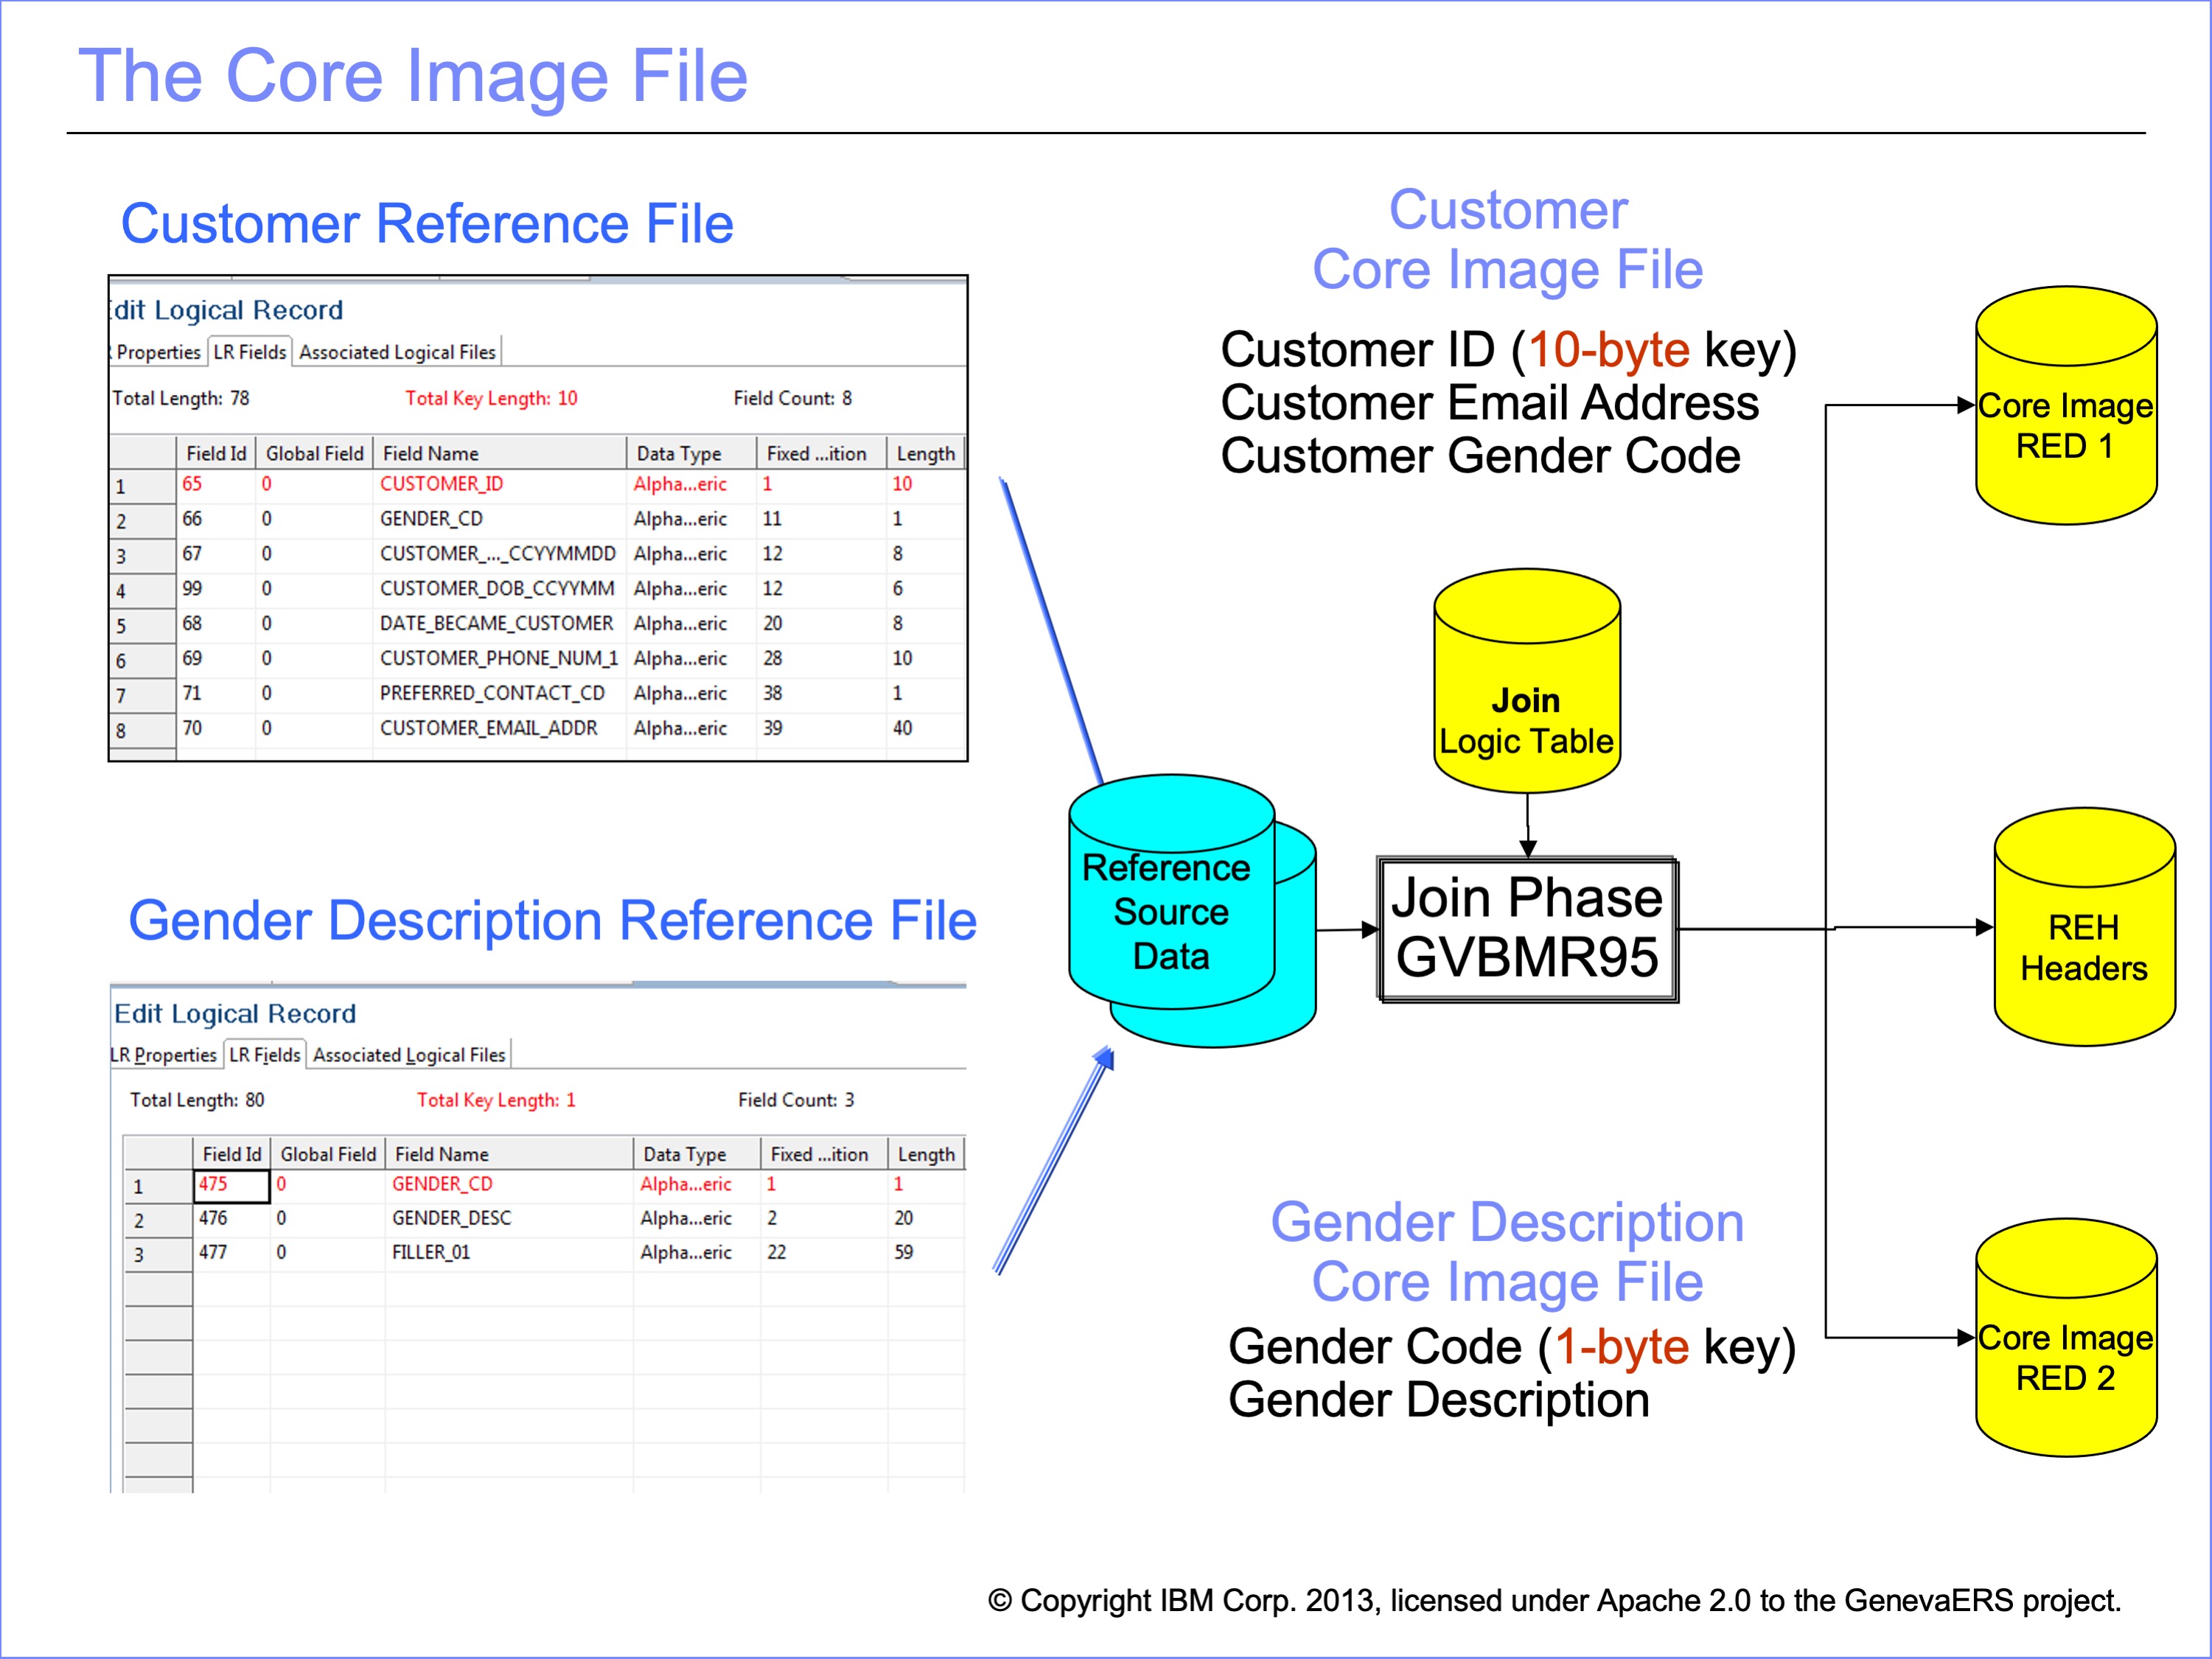 The Core Image File
Customer Reference File
dit Logical Record
Properties LR Fields Associated Logical Files
Total Length: 78 Total Key Length: 10 Field Count: 8
Field Id Global Field Field Name Data Type Fixed ...ition Length
1 65 0 CUSTOMER_ID Alpha...eric 1 10
2 66 0 GENDER_CD Alpha...eric 11 1
3 67 0 CUSTOMER_..._CCYYMMDD Alpha...eric 12 8
4 99 0 CUSTOMER_DOB_CCYYMM Alpha...eric 12 6
5 68 0 DATE_BECAME_CUSTOMER Alpha...eric 20 8
6 69 0 CUSTOMER_PHONE_NUM_1 Alpha...eric 28 10
7 71 0 PREFERRED_CONTACT_CD Alpha...eric 38 1
8 70 0 CUSTOMER_EMAIL_ADDR Alpha...eric 39 40
Customer
Core Image File
Customer ID (10-byte key)
Customer Email Address
Customer Gender Code
Core Image
RED 1
Join
Logic Table
Reference
Source
Data
Join Phase
GVBMR95
REH
Headers
Gender Description Reference File
Edit Logical Record
LR Properties LR Fields Associated Logical Files
Total Length: 80 Total Key Length: 1 Field Count: 3
Field Id Global Field Field Name Data Type Fixed ...ition Length
1 475 0 GENDER_CD Alpha...eric 1 1
2 476 0 GENDER_DESC Alpha...eric 2 20
3 477 0 FILLER_01 Alpha...eric 22 59
Gender Description
Core Image File
Gender Code (1-byte key)
Gender Description
Core Image
RED 2
© Copyright IBM Corp. 2013, licensed under Apache 2.0 to the GenevaERS project.